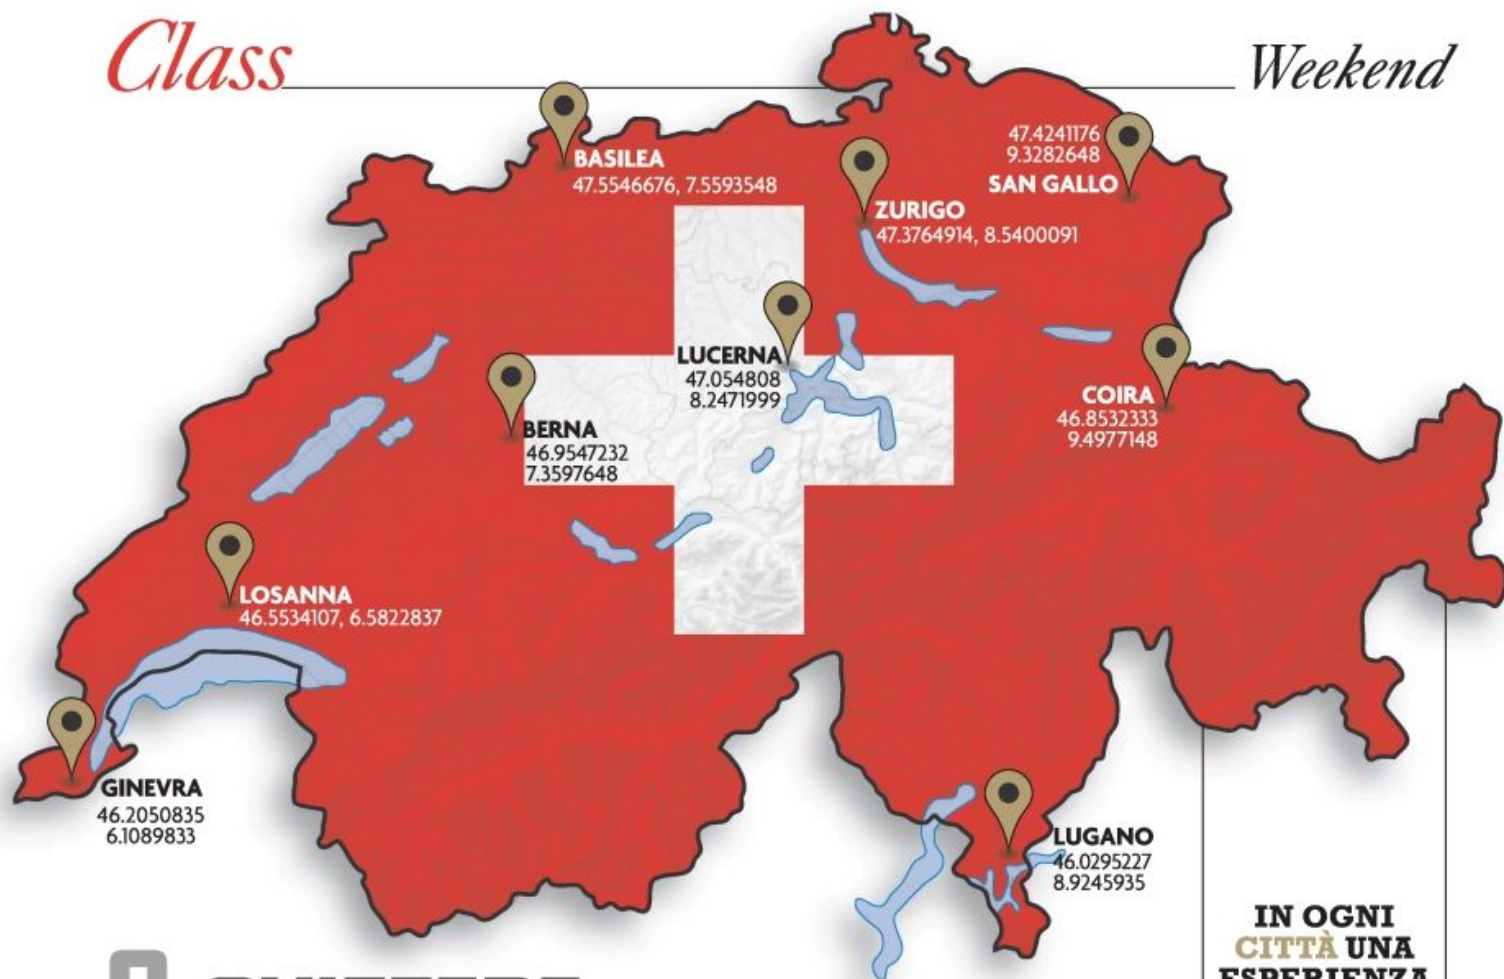 Class
Weekend
BASILEA
47.5546676, 7.5593548
47.4241176
9.3282648
SAN GALLO
ZURIGO
47.3764914, 8.5400091
LUCERNA
47.054808
8.2471999
COIRA
46.8532333
9.4977148
BERNA
46.9547232
7.3597648
LOSANNA
46.5534107, 6.5822837
GINEVRA
46.2050835
6.1089833
LUGANO
46.0295227
8.9245935
IN OGNI
CITTÀ UNA
ESPERIENZA